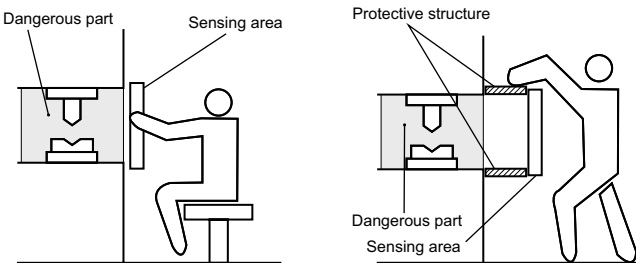 Dangerous part
Sensing area
Protective structure
Dangerous part
Sensing area